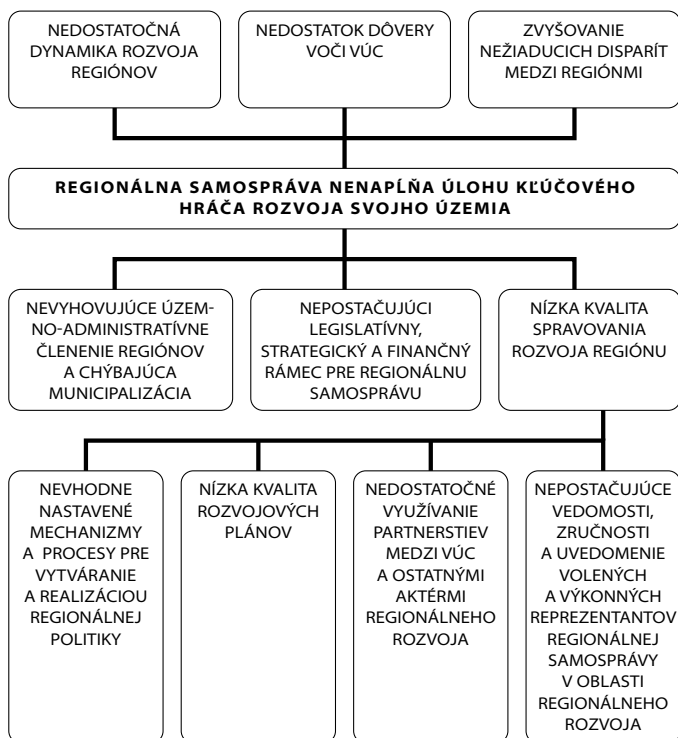 NEDOSTATOČNÁ
DYNAMIKA ROZVOJA
REGIÓNOV
NEDOSTATOK DÔVERY
VOČI VÚC
ZVYŠOVANIE
NEŽIADUCICH DISPARÍT
MEDZI REGIÓNMI
REGIONÁLNA SAMOSPRÁVA NENAPĹŇA ÚLOHU KĽÚČOVÉHO
HRÁČA ROZVOJA SVOJHO ÚZEMIA
NEVYHOVUJÚCE ÚZEM-
NO-ADMINISTRATÍVNE
ČLENENIE REGIÓNOV
A CHÝBAJÚCA
MUNICIPALIZÁCIA
NEPOSTAČUJÚCI
LEGISLATÍVNY,
STRATEGICKÝ A FINANČNÝ
RÁMEC PRE REGIONÁLNU
SAMOSPRÁVU
NÍZKA KVALITA
SPRAVOVANIA
ROZVOJA REGIÓNU
NEVHODNE
NASTAVENÉ
MECHANIZMY
A PROCESY PRE
VYTVÁRANIE
A REALIZÁCIOU
REGIONÁLNEJ
POLITIKY
NÍZKA KVALITA
ROZVOJOVÝCH
PLÁNOV
NEDOSTATOČNÉ
VYUŽÍVANIE
PARTNERSTIEV
MEDZI VÚC
A OSTATNÝMI
AKTÉRMI
REGIONÁLNEHO
ROZVOJA
NEPOSTAČUJÚCE
VEDOMOSTI,
ZRUČNOSTI
A UVEDOMENIE
VOLENÝCH
A VÝKONNÝCH
REPREZENTANTOV
REGIONÁLNEJ
SAMOSPRÁVY
V OBLASTI
REGIONÁLNEHO
ROZVOJA